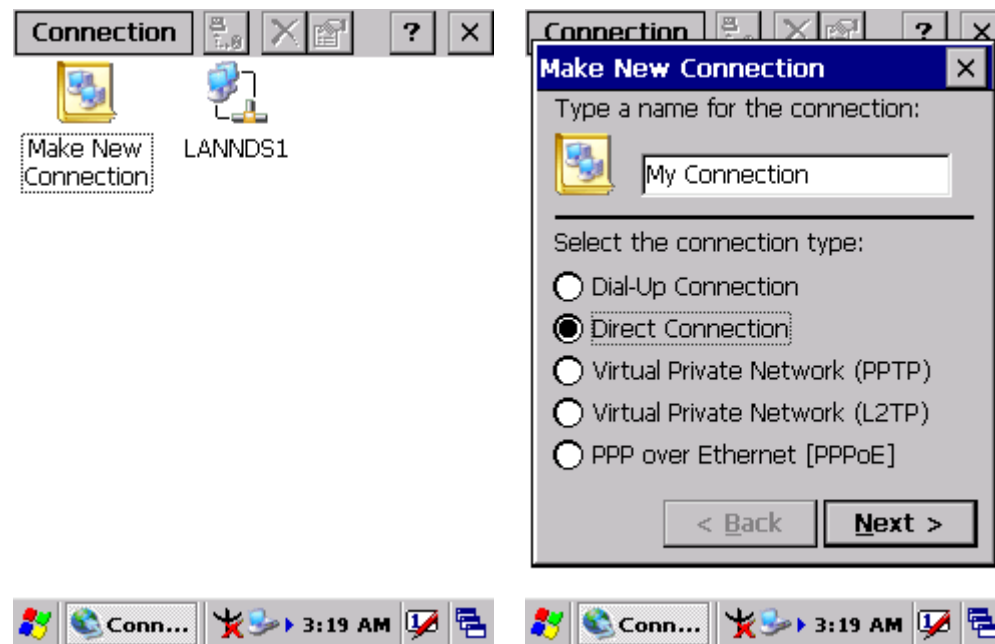 Connection ? ×
Make New
Connection
LANNDS1
Conn... 3:19 AM
Connection ? ×
Make New Connection ×
Type a name for the connection:
My Connection
Select the connection type:
Dial-Up Connection
Direct Connection
Virtual Private Network (PPTP)
Virtual Private Network (L2TP)
PPP over Ethernet [PPPoE]
< Back Next >
Conn... 3:19 AM